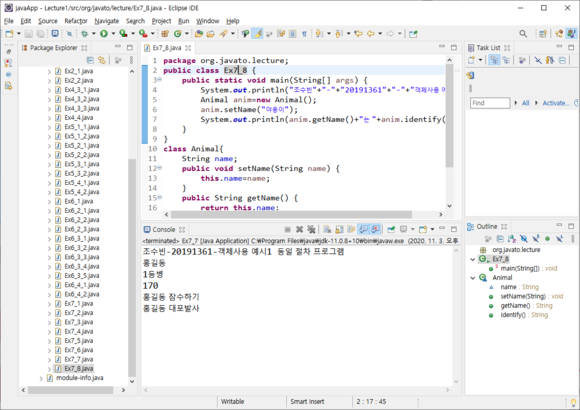 javaApp - Lecture1/src/org/javato/lecture/Ex7_8.java - Eclipse IDE
File Edit Source Refactor Navigate Search Project Run Window Help
Package Explorer
Ex2_1.java
Ex2_2.java
Ex4_3_1.java
Ex4_3_2.java
Ex4_3_3.java
Ex4_4.java
Ex5_1_1.java
Ex5_1_2.java
Ex5_2_1.java
Ex5_2_2.java
Ex5_3_1.java
Ex5_3_2.java
Ex5_4_1.java
Ex5_4_2.java
Ex6_1.java
Ex6_2_1.java
Ex6_2_2.java
Ex6_2_3.java
Ex6_2.java
Ex6_3_1.java
Ex6_3_2.java
Ex6_3_3.java
Ex6_3_4.java
Ex7_1.java
Ex7_2.java
Ex7_3.java
Ex7_4.java
Ex7_5.java
Ex7_6.java
Ex7_7.java
Ex7_8.java
module-info.java
Ex7_8.java
1 package org.javato.lecture;
2 public class Ex7_8 {
3 public static void main(String[] args) {
4 System.out.println("조수빈"+"-"+"20191361"+"-"+"객체사용 예
5 Animal anim=new Animal();
6 anim.setName("야옹이");
7 System.out.println(anim.getName()+"는 "+anim.identify(
8 }
9 }
10 class Animal{
11 String name;
12 public void setName(String name) {
13 this.name=name;
14 }
15 public String getName() {
16 return this.name;
Console
<terminated> Ex7_7 [Java Application] C:\Program Files\Java\jdk-11.0.8+10\bin\javaw.exe (2020. 11. 3. 오후
조수빈-20191361-객체사용 예시1 동일 절차 프로그램
홍길동
1등병
170
홍길동 잠수하기
홍길동 대포발사
Task List
Find
All
Activate...
Outline
org.javato.lecture
Ex7_8
main(String[]) : void
Animal
name : String
setName(String) : void
getName() : String
identify() : String
Writable
Smart Insert
2 : 17 : 45